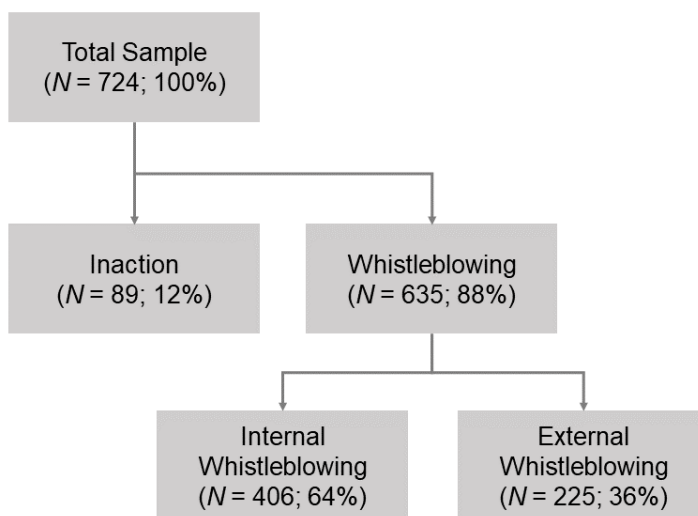 Total Sample
(N = 724; 100%)
Inaction
(N = 89; 12%)
Whistleblowing
(N = 635; 88%)
Internal
Whistleblowing
(N = 406; 64%)
External
Whistleblowing
(N = 225; 36%)